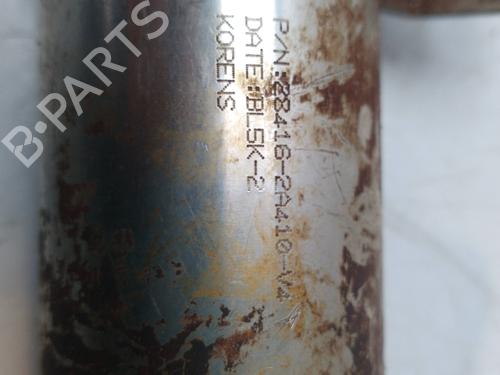 P/N:28416-2A410-V4
DATE:BL5K-2
KORENS
B-PARTS